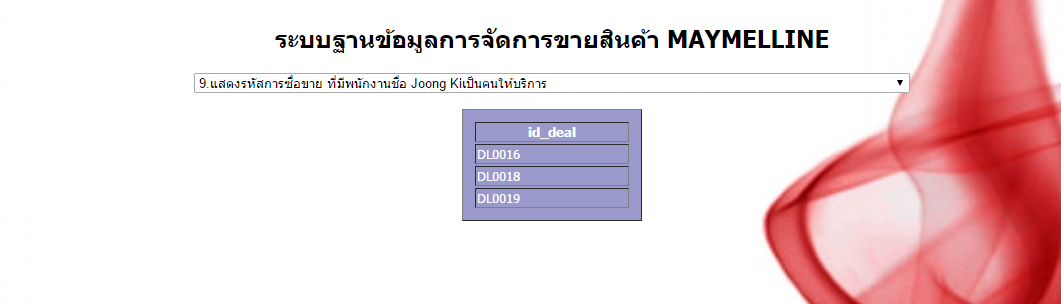 ระบบฐานข้อมูลการจัดการขายสินค้า MAYMELLINE
9.แสดงรหัสการซื้อขาย ที่มีพนักงานชื่อ Joong Kiเป็นคนให้บริการ
id_deal
DL0016
DL0018
DL0019